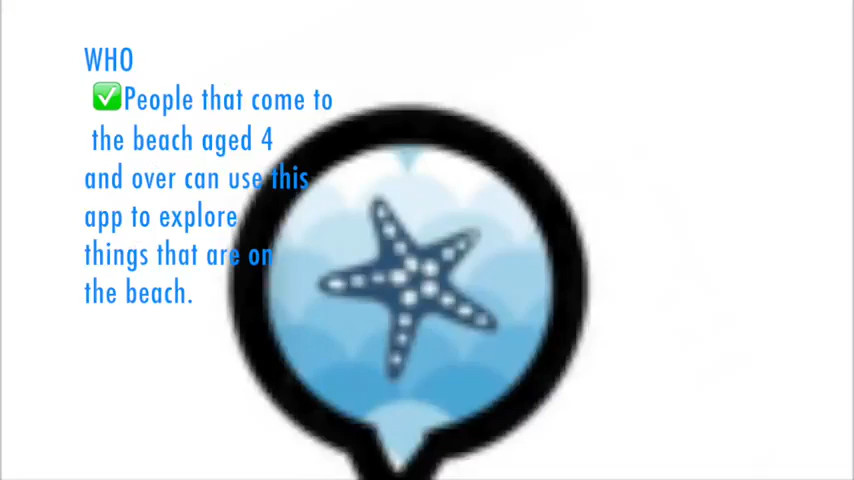 WHO
✅People that come to
the beach aged 4
and over can use this
app to explore
things that are on
the beach.